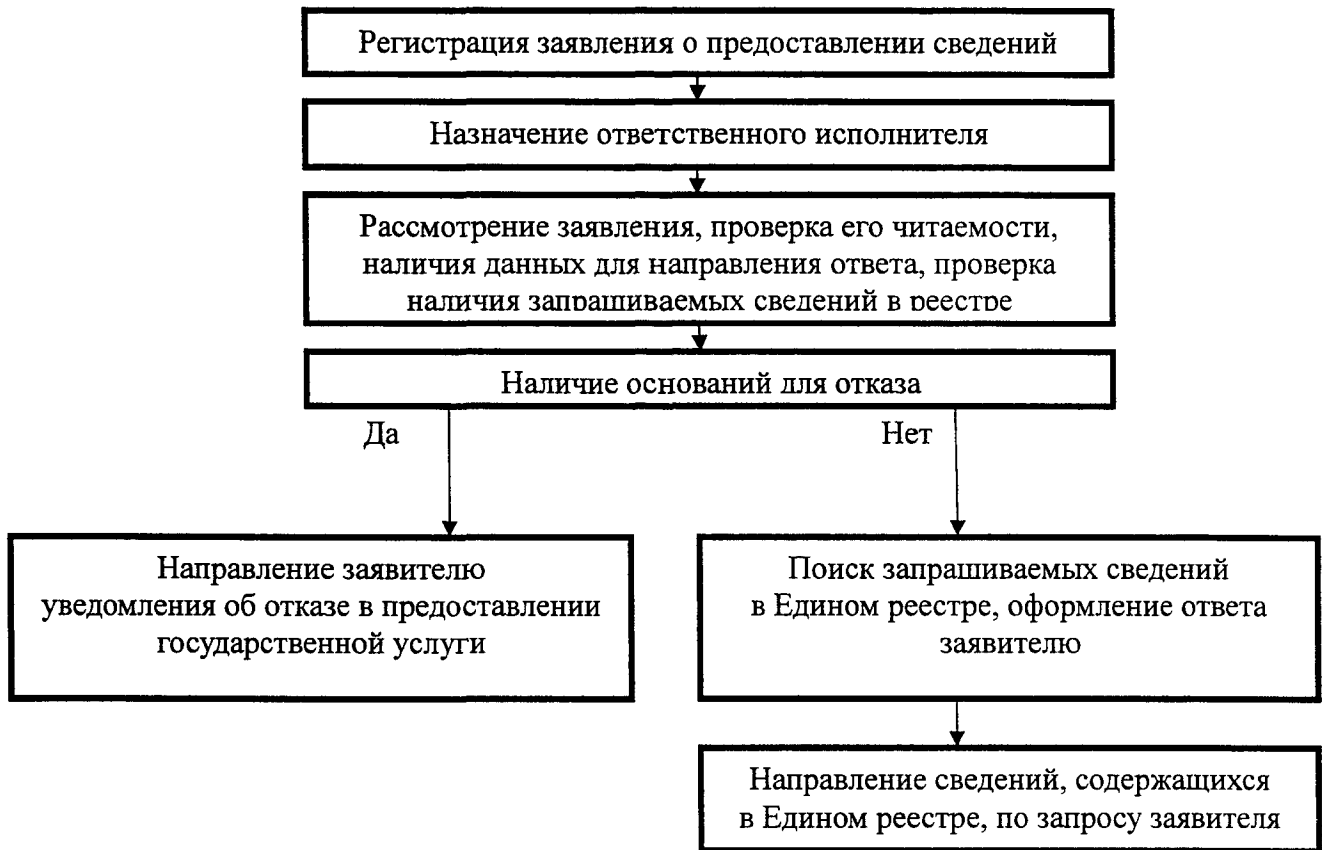 Регистрация заявления о предоставлении сведений
Назначение ответственного исполнителя
Рассмотрение заявления, проверка его читаемости,
наличия данных для направления ответа, проверка
наличия запрашиваемых сведений в реестре
Наличие оснований для отказа
Да
Нет
Направление заявителю
уведомления об отказе в предоставлении
государственной услуги
Поиск запрашиваемых сведений
в Едином реестре, оформление ответа
заявителю
Направление сведений, содержащихся
в Едином реестре, по запросу заявителя